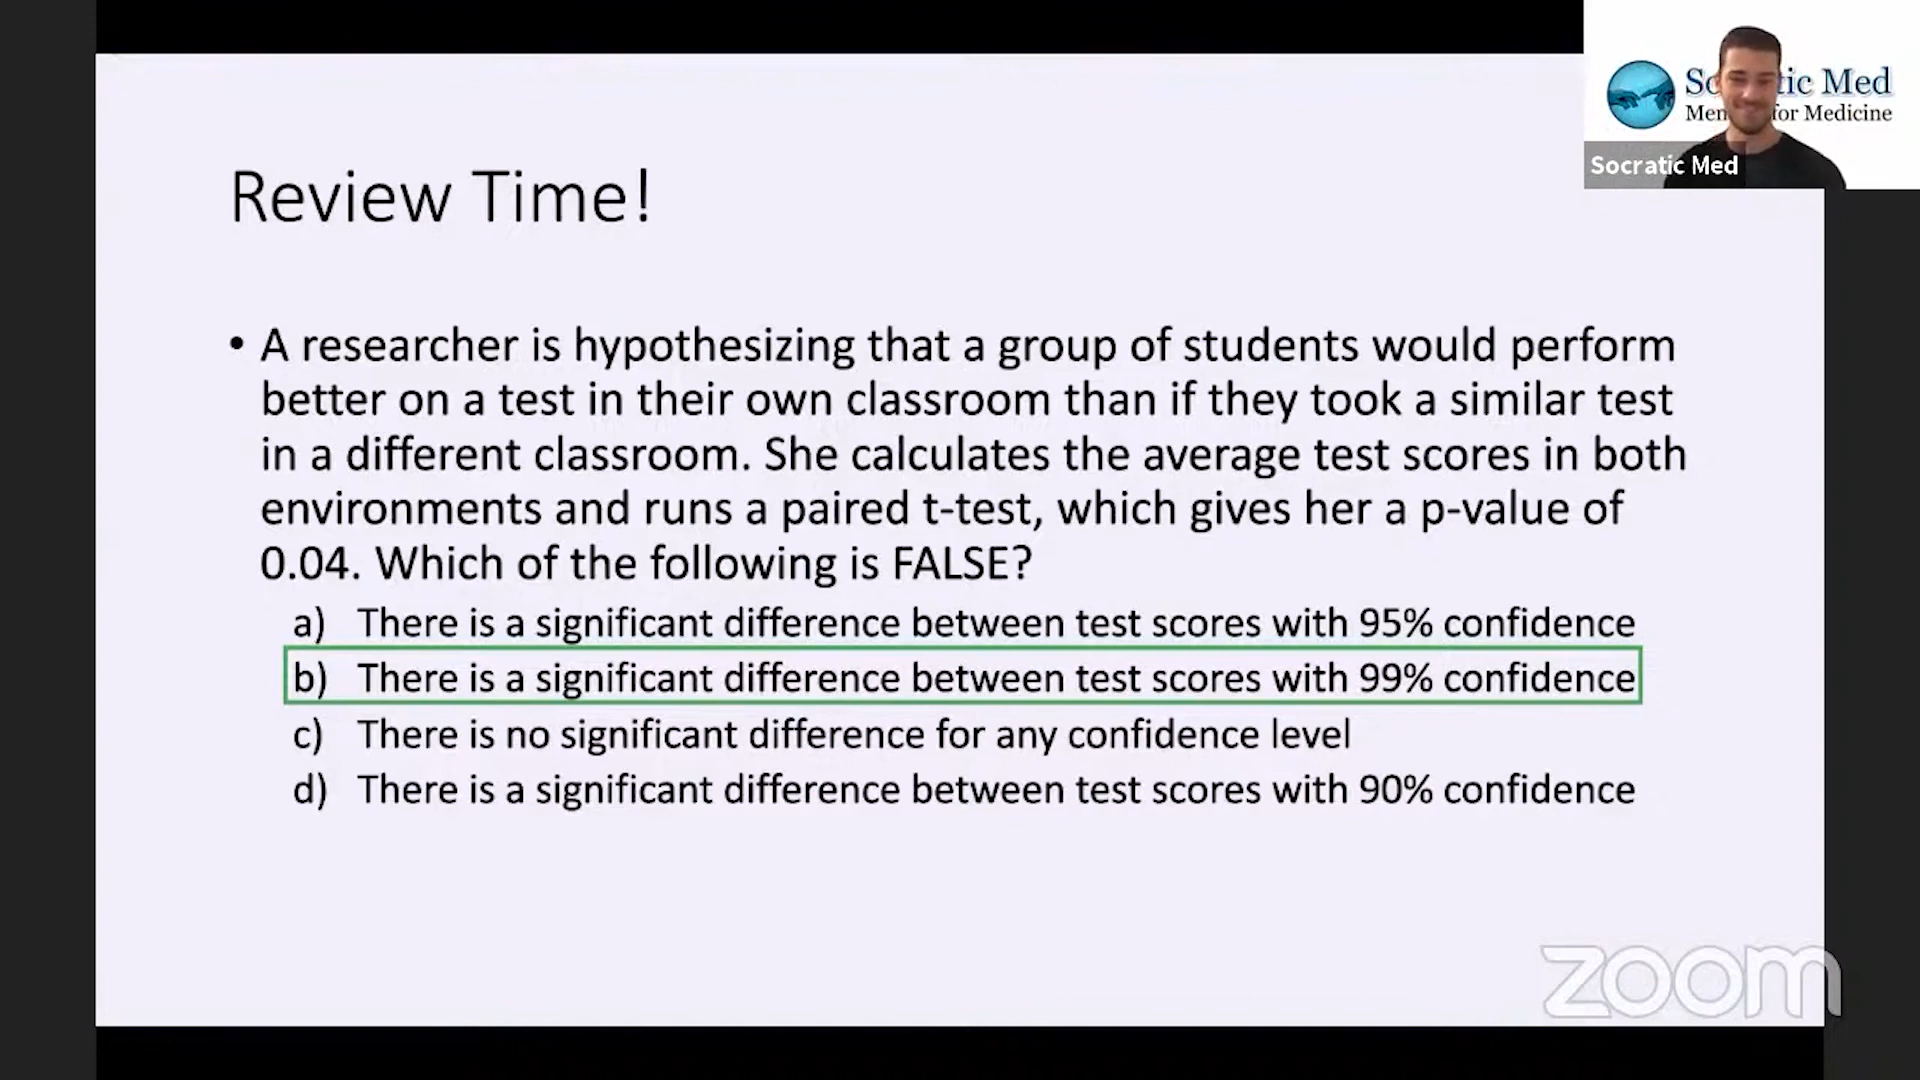 Socratic Med
Review Time!
• A researcher is hypothesizing that a group of students would perform
better on a test in their own classroom than if they took a similar test
in a different classroom. She calculates the average test scores in both
environments and runs a paired t-test, which gives her a p-value of
0.04. Which of the following is FALSE?
a) There is a significant difference between test scores with 95% confidence
b) There is a significant difference between test scores with 99% confidence
c) There is no significant difference for any confidence level
d) There is a significant difference between test scores with 90% confidence
zoom